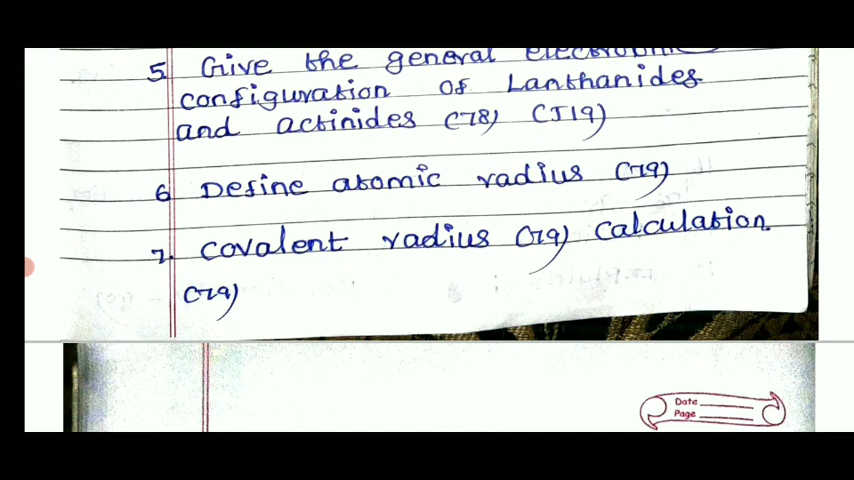 5 Give the general electronic
configuration of Lanthanides
and actinides (78) (J19)
6 Define atomic radius (79)
7. Covalent radius (79) calculation
(79)
Date
Page